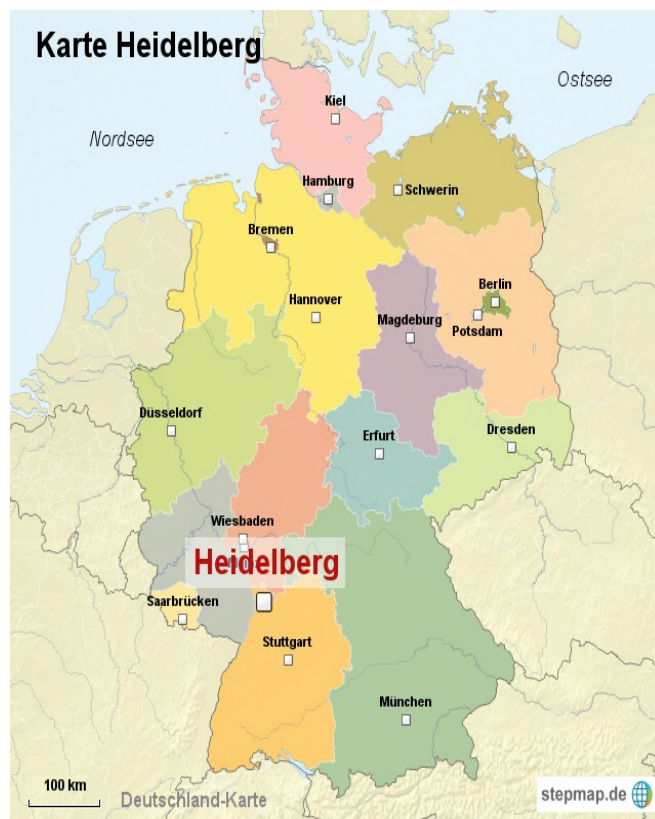 Karte Heidelberg
Ostsee
Nordsee
Kiel
Hamburg
Schwerin
Bremen
Berlin
Hannover
Magdeburg
Potsdam
Düsseldorf
Erfurt
Dresden
Wiesbaden
Heidelberg
Saarbrücken
Stuttgart
München
100 km
Deutschland-Karte
stepmap.de